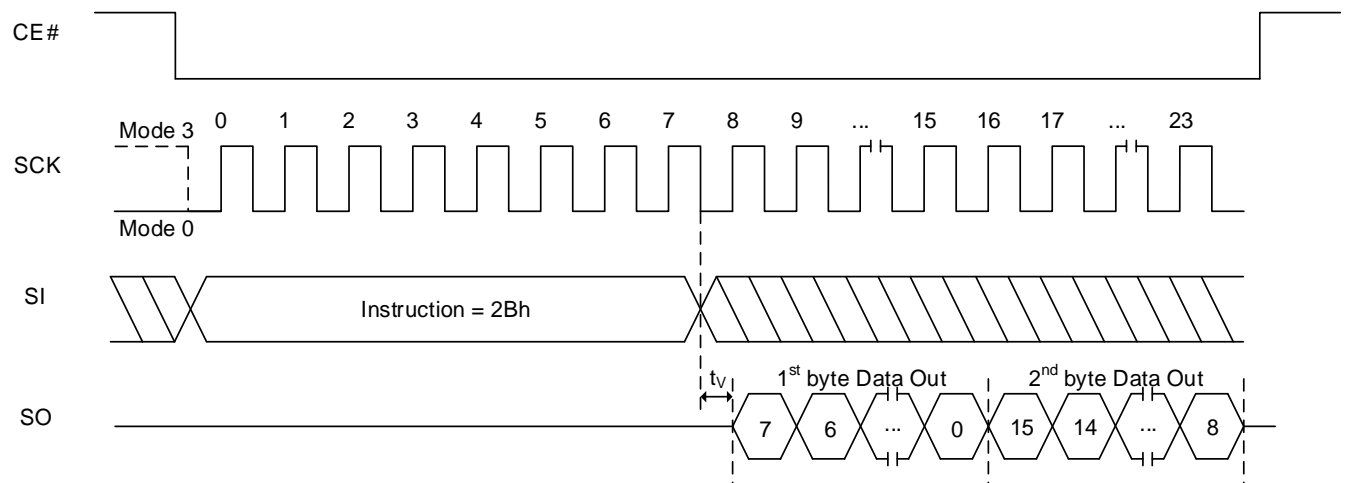 CE#
Mode 3 0 1 2 3 4 5 6 7 8 9 ... 15 16 17 ... 23
SCK
Mode 0
SI Instruction = 2Bh
tV 1st byte Data Out 2nd byte Data Out
SO 7 6 ... 0 15 14 ... 8